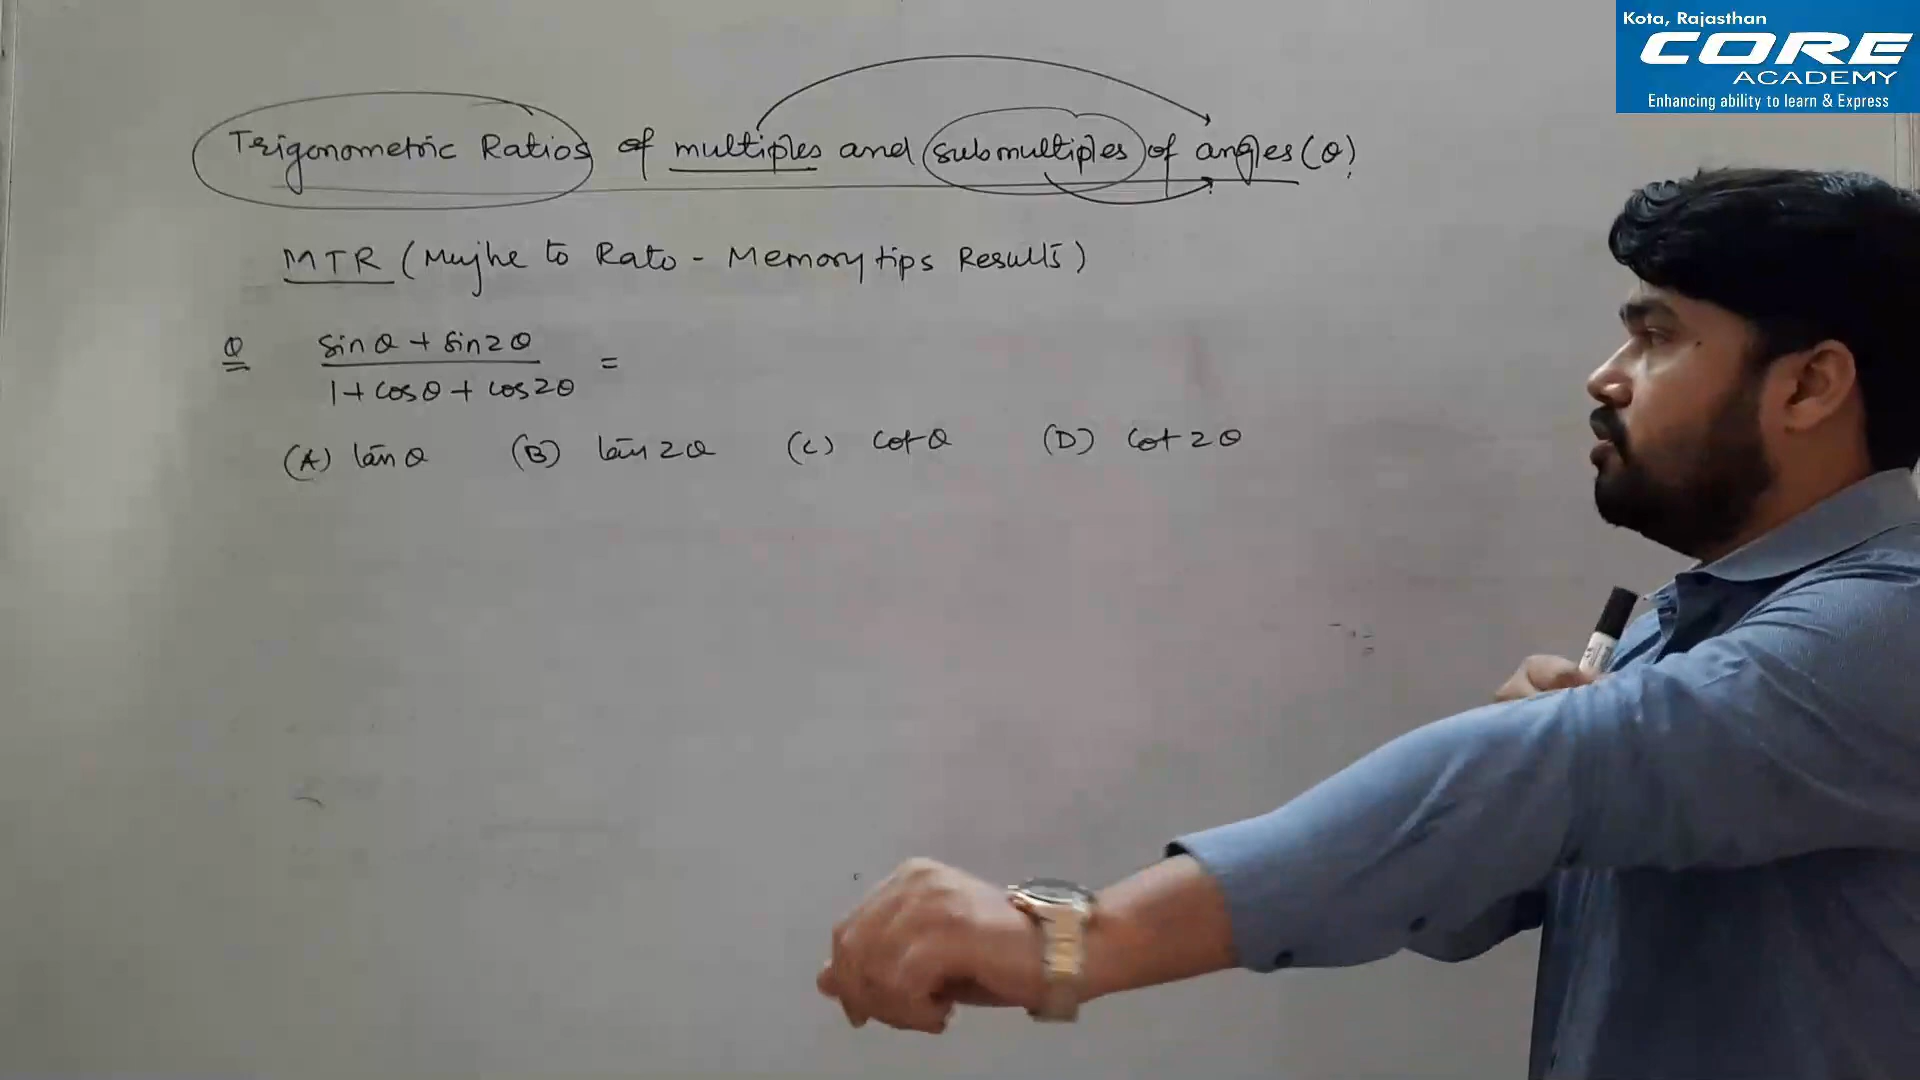 Kota, Rajasthan
CORE
ACADEMY
Enhancing ability to learn & Express
Trigonometric Ratios of multiples and submultiples of angles (θ)
MTR (Mujhe to Rato - Memory tips Results)
Q sinθ + sin2θ
1 + cosθ + cos2θ =
(A) tanθ (B) tan2θ (C) cotθ (D) cot2θ